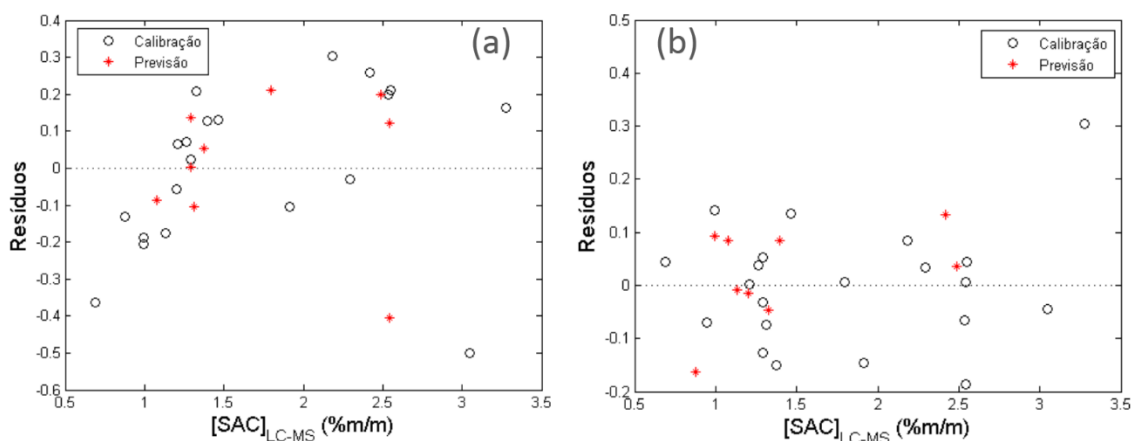 0.4
0.3
0.2
0.1
0
-0.1
-0.2
-0.3
-0.4
-0.5
-0.6
Resíduos
Calibração
Previsão
(a)
0.5 1 1.5 2 2.5 3 3.5
[SAC]LC-MS (%m/m)
0.5
0.4
0.3
0.2
0.1
0
-0.1
-0.2
Resíduos
(b)
Calibração
Previsão
0.5 1 1.5 2 2.5 3 3.5
[SAC]LC-MS (%m/m)